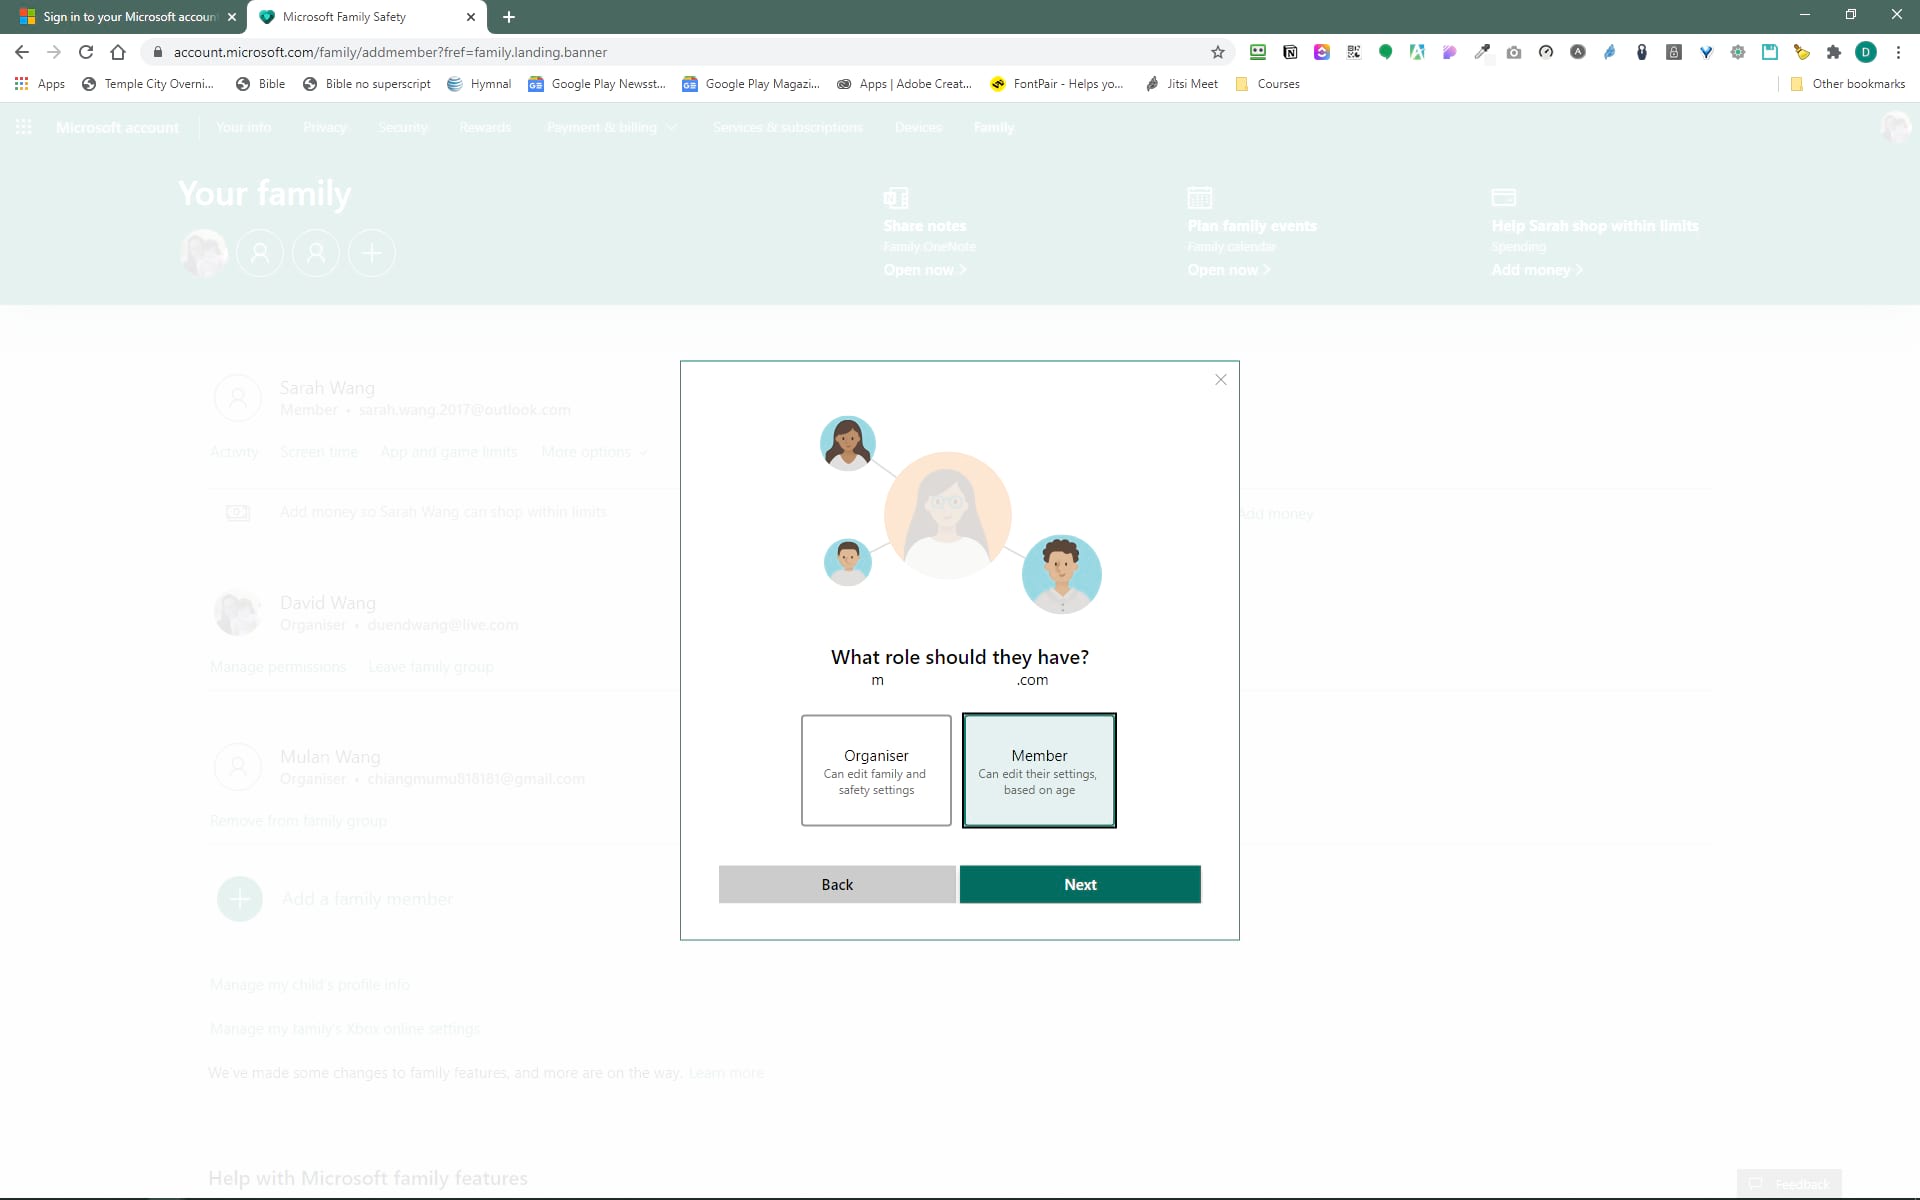 Sign in to your Microsoft account
Microsoft Family Safety
account.microsoft.com/family/addmember?fref=family.landing.banner
Apps
Temple City Overni...
Bible
Bible no superscript
Hymnal
Google Play Newsst...
Google Play Magazi...
Apps | Adobe Creat...
FontPair - Helps yo...
Jitsi Meet
Courses
Other bookmarks
Microsoft account
Your info
Privacy
Security
Rewards
Payment & billing
Services & subscriptions
Devices
Family
Your family
Share notes
Family OneNote
Open now
Plan family events
Family calendar
Open now
Help Sarah shop within limits
Spending
Add money
Sarah Wang
Member • sarah.wang.2017@outlook.com
Activity
Screen time
App and game limits
More options
Add money so Sarah Wang can shop within limits
Add money
David Wang
Organiser • duendwang@live.com
Manage permissions
Leave family group
Mulan Wang
Organiser • chiangmumu818181@gmail.com
Remove from family group
Add a family member
Manage my child's profile info
Manage my family's Xbox online settings
We've made some changes to family features, and more are on the way. Learn more
Help with Microsoft family features
Feedback
What role should they have?
m .com
Organiser
Can edit family and
safety settings
Member
Can edit their settings,
based on age
Back
Next